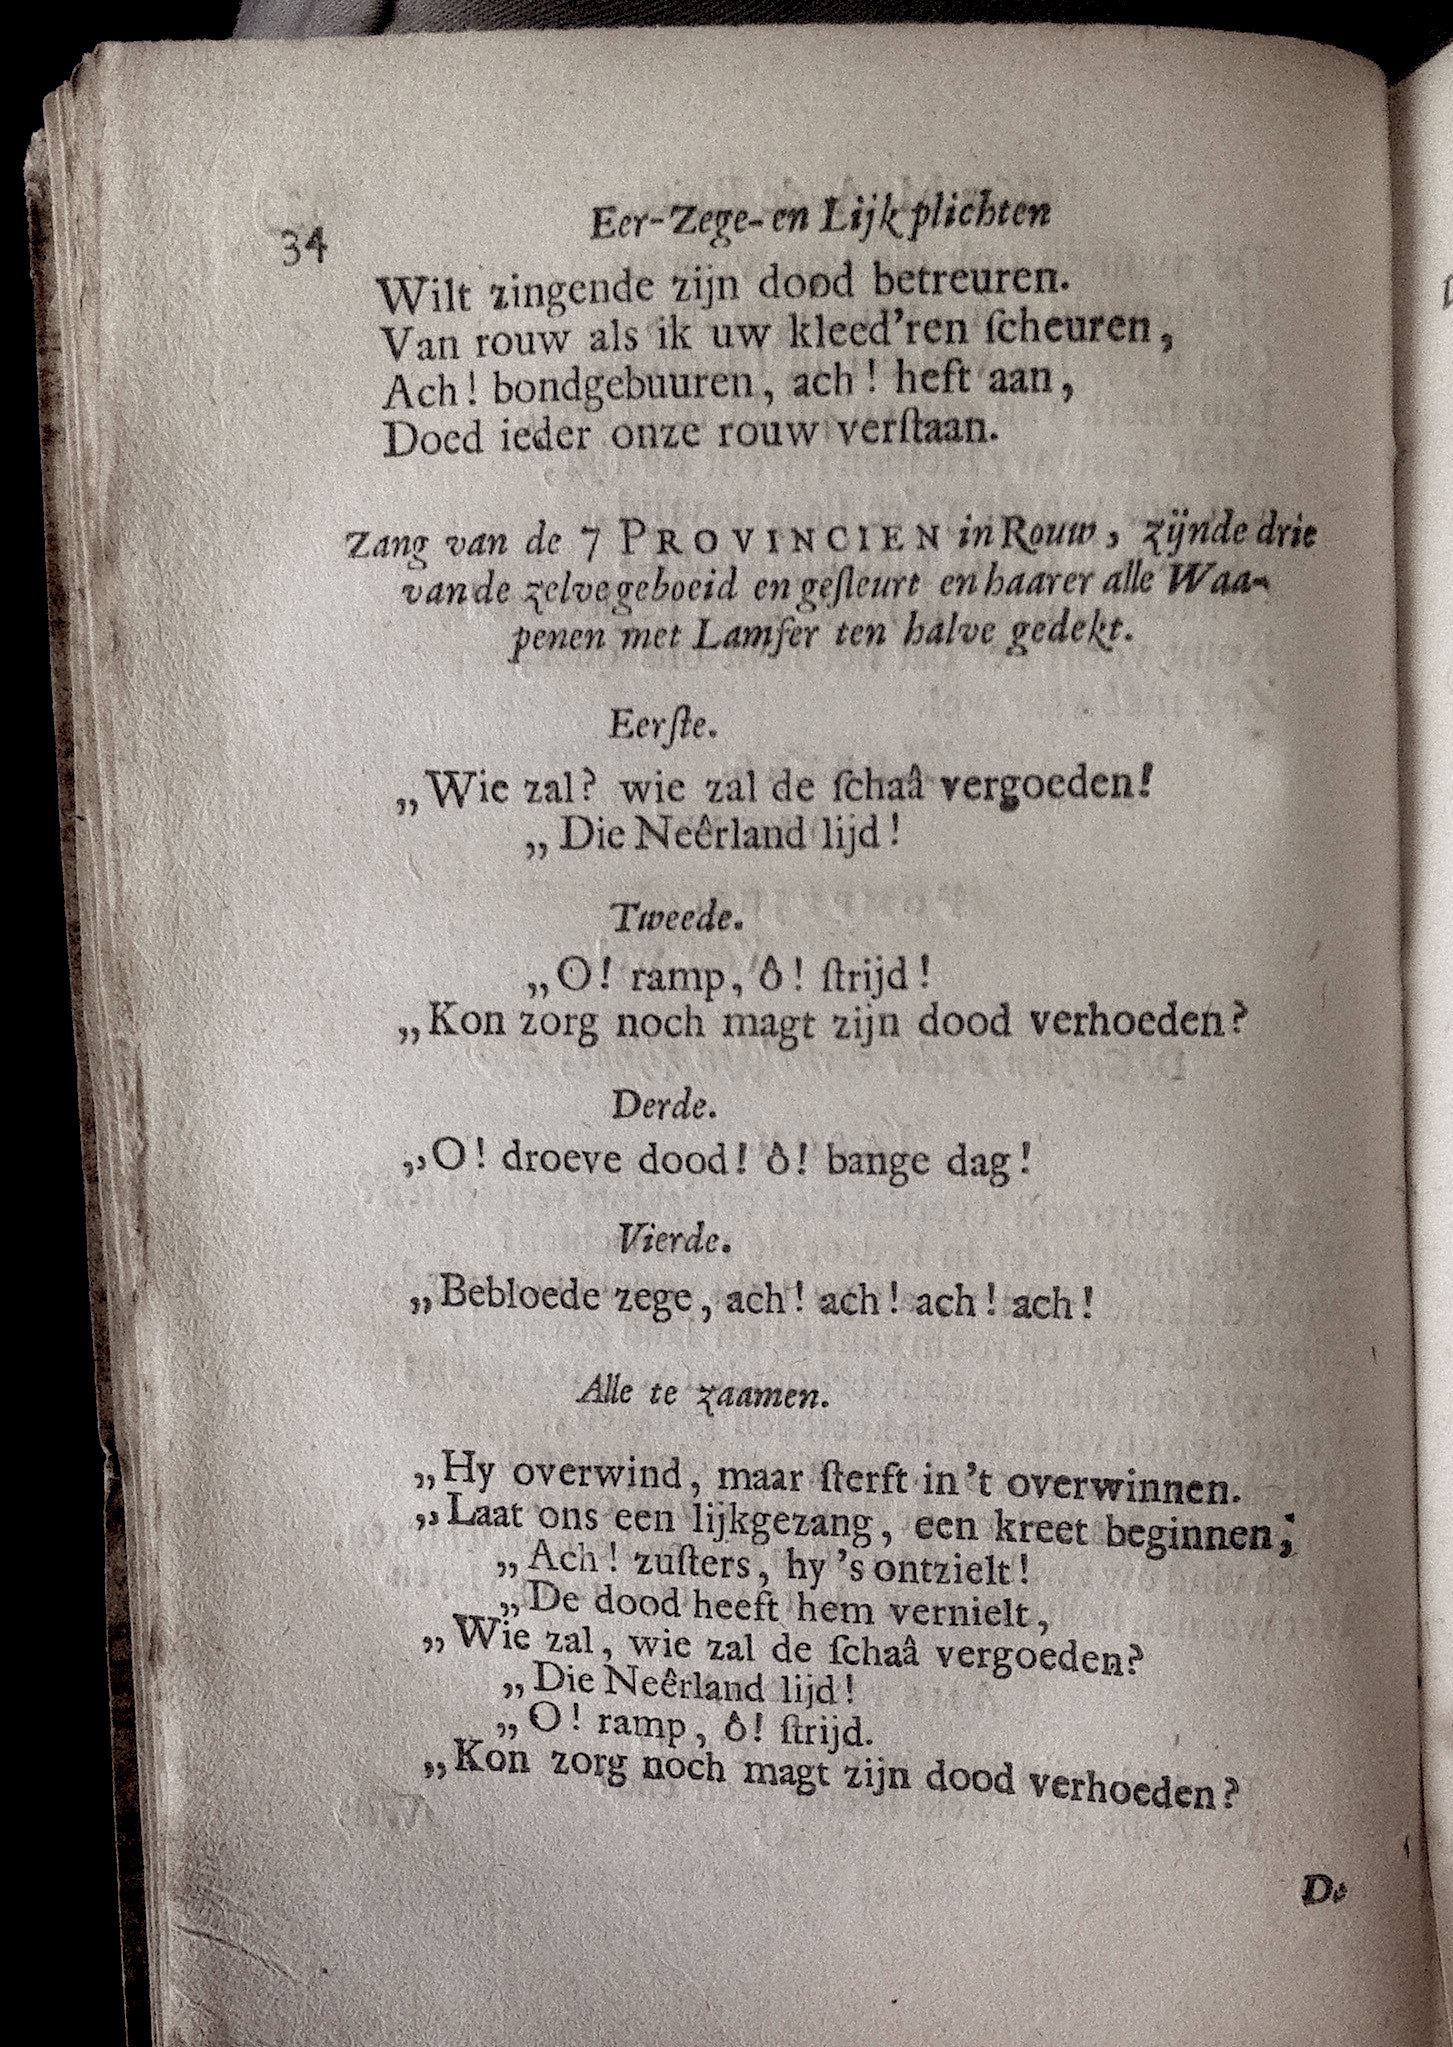 34 Eer-Zege- en Lijkplichten
Wilt zingende zijn dood betreuren.
Van rouw als ik uw kleed'ren ſcheuren,
Ach! bondgebuuren, ach! heft aan,
Doed ieder onze rouw verſtaan.
Zang van de 7 PROVINCIEN in Rouw, zijnde drie
van de zelve geboeid en geſleurt en haarer alle Waa-
penen met Lamfer ten halve gedekt.
Eerſte.
„Wie zal? wie zal de ſchaâ vergoeden!
„Die Neêrland lijd!
Tweede.
„O! ramp, ô! ſtrijd!
„Kon zorg noch magt zijn dood verhoeden?
Derde.
„O! droeve dood! ô! bange dag!
Vierde.
„Bebloede zege, ach! ach! ach! ach!
Alle te zaamen.
„Hy overwind, maar ſterft in 't overwinnen.
„Laat ons een lijkgezang, een kreet beginnen;
„Ach! zuſters, hy 's ontzielt!
„De dood heeft hem vernielt,
„Wie zal, wie zal de ſchaâ vergoeden?
„Die Neêrland lijd!
„O! ramp, ô! ſtrijd.
„Kon zorg noch magt zijn dood verhoeden?
De